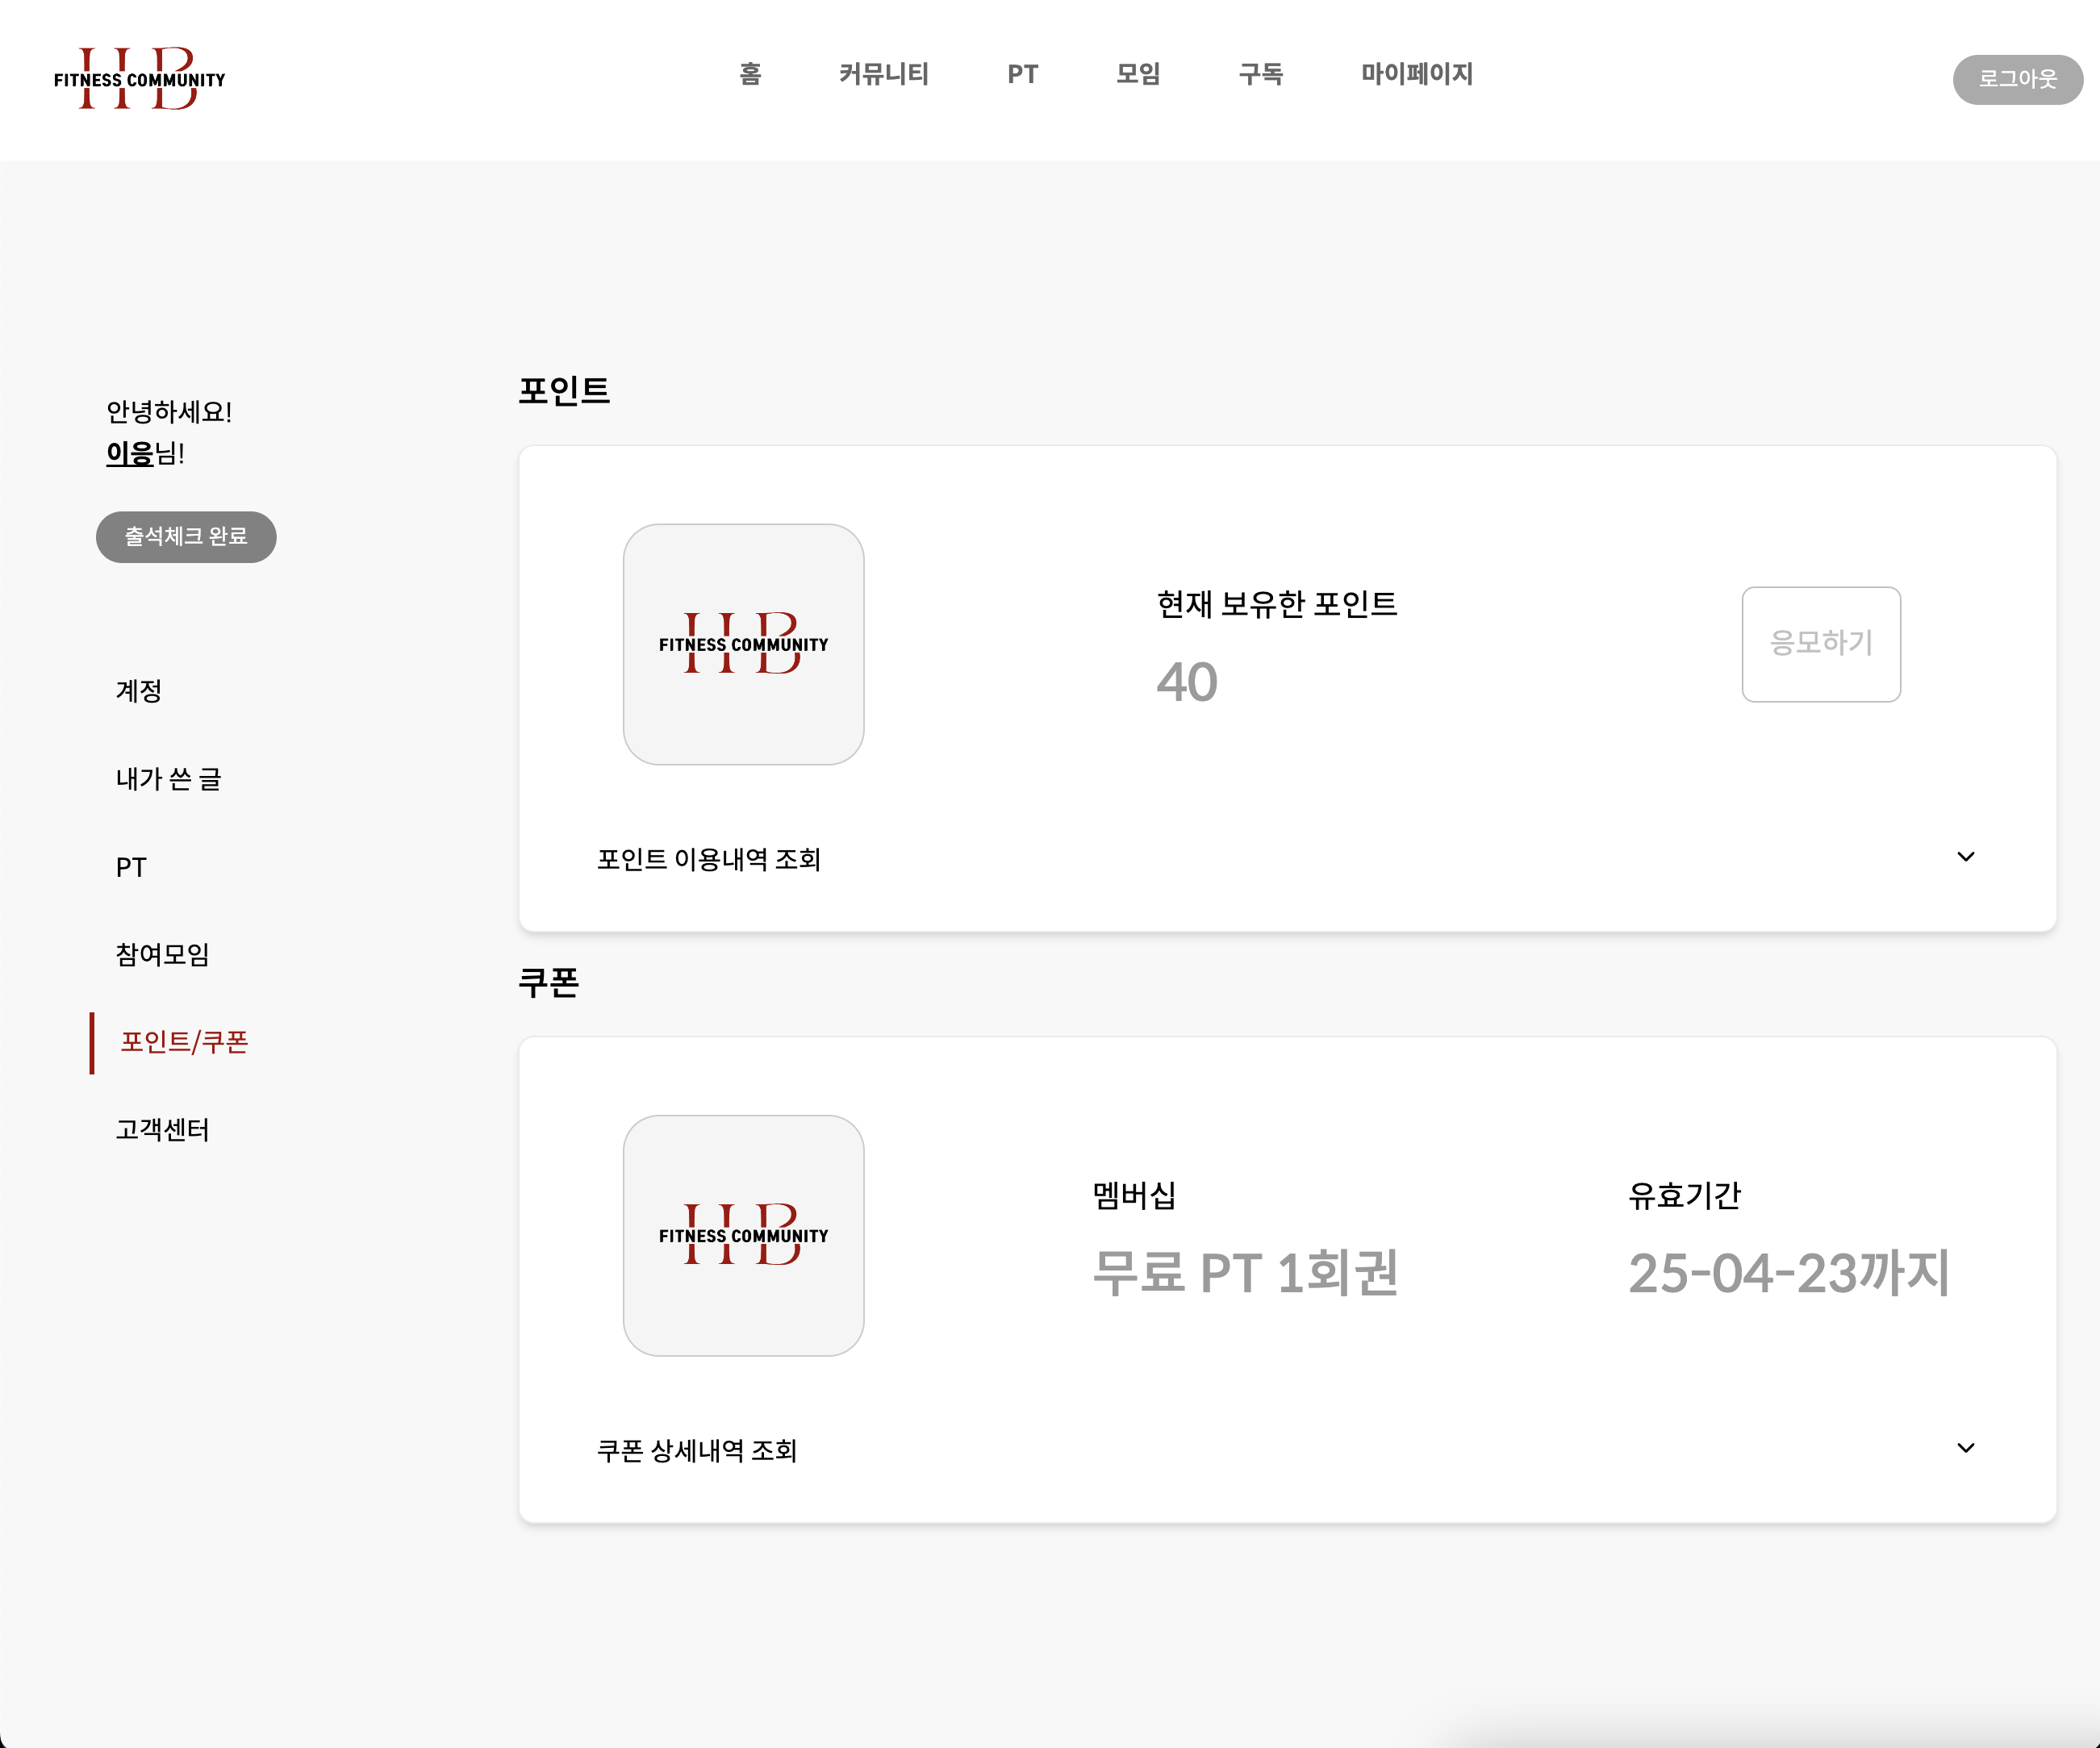 HB
FITNESS COMMUNITY
홈
커뮤니티
PT
모임
구독
마이페이지
로그아웃
안녕하세요!
이응님!
출석체크 완료
계정
내가 쓴 글
PT
참여모임
포인트/쿠폰
고객센터
포인트
HB
FITNESS COMMUNITY
현재 보유한 포인트
40
응모하기
포인트 이용내역 조회
쿠폰
HB
FITNESS COMMUNITY
멤버십
무료 PT 1회권
유효기간
25-04-23까지
쿠폰 상세내역 조회